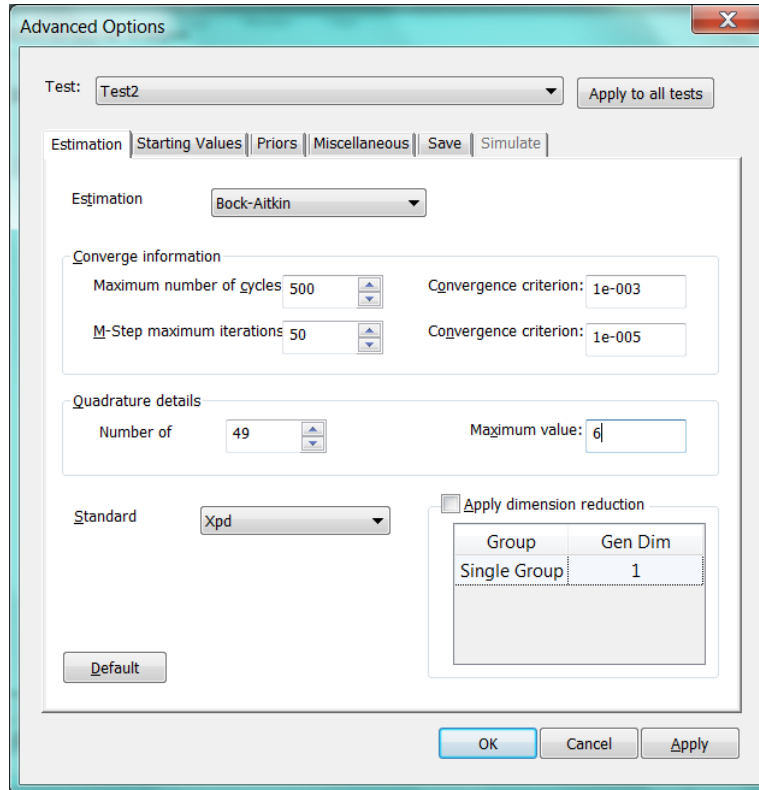 Advanced Options
Test: Test2 Apply to all tests
Estimation Starting Values Priors Miscellaneous Save Simulate
Estimation Bock-Aitkin
Converge information
Maximum number of cycles 500 Convergence criterion: 1e-003
M-Step maximum iterations 50 Convergence criterion: 1e-005
Quadrature details
Number of 49 Maximum value: 6
Standard Xpd Apply dimension reduction
Group Gen Dim
Single Group 1
Default
OK Cancel Apply